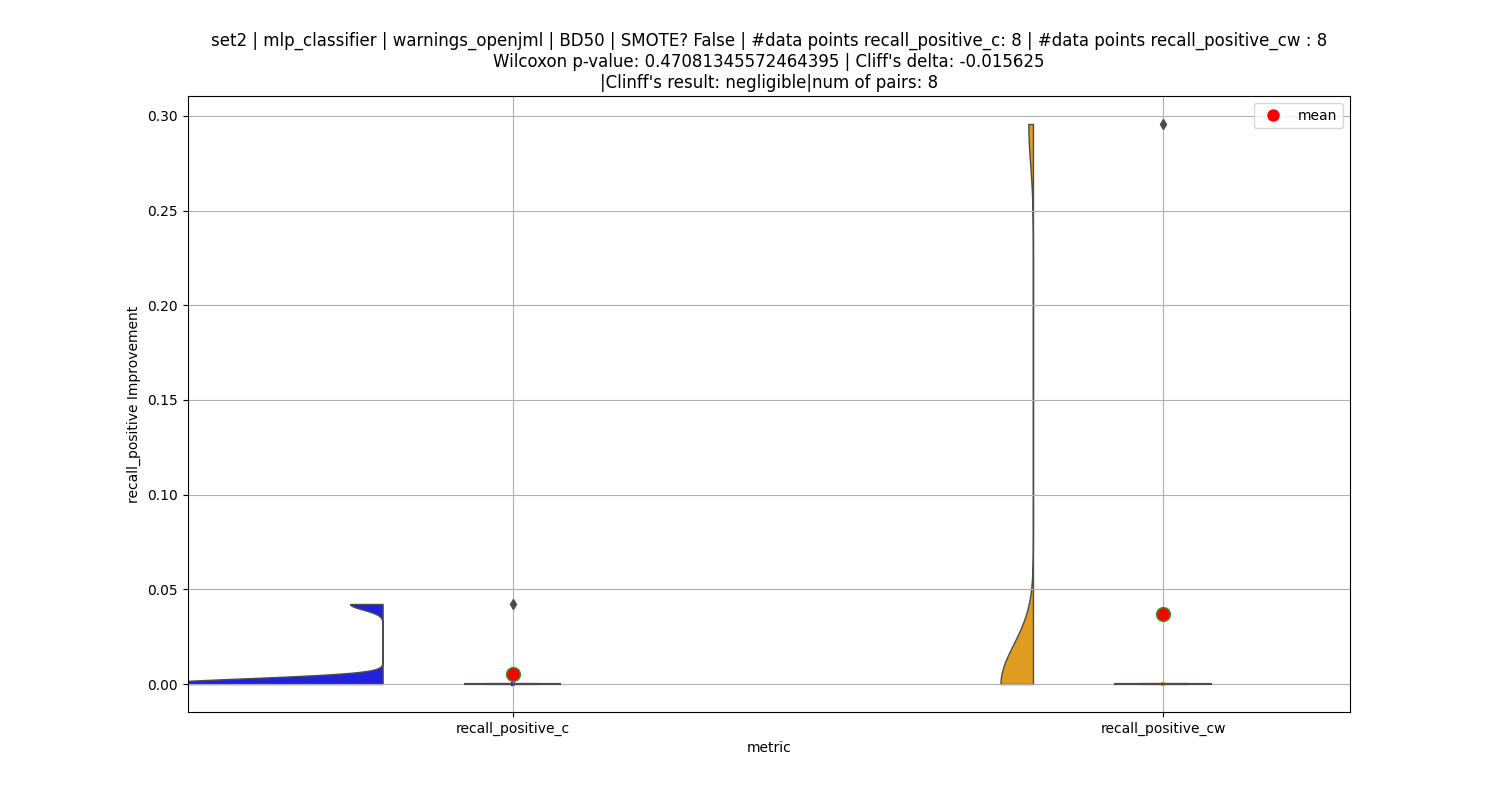 set2 | mlp_classifier | warnings_openjml | BD50 | SMOTE? False | #data points recall_positive_c: 8 | #data points recall_positive_cw : 8
Wilcoxon p-value: 0.47081345572464395 | Cliff's delta: -0.015625
|Clinff's result: negligible|num of pairs: 8
mean
0.30
0.25
0.20
0.15
0.10
0.05
0.00
recall_positive Improvement
recall_positive_c
recall_positive_cw
metric